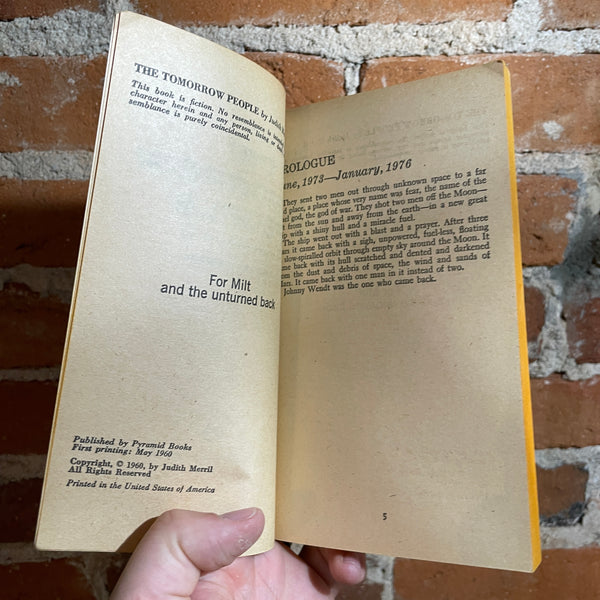 THE TOMORROW PEOPLE by Judith
This book is fiction. No resemblance is
character herein and any person, living or
semblance is purely coincidental.
For Milt
and the unturned back
Published by Pyramid Books
First printing: May 1960
Copyright, © 1960, by Judith Merril
All Rights Reserved
Printed in the United States of America
ROLOGUE
une, 1973—January, 1976
They sent two men out through unknown space to a far
d place, a place whose very name was fear, the name of the
el god, the god of war. They shot two men off the Moon—
t from the sun and away from the earth—in a new great
ip with a shiny hull and a miracle fuel.
The ship went out with a blast and a prayer. After three
rs it came back with a sigh, unpowered, fuel-less, floating
slow-spiralled orbit through empty sky around the Moon. It
me back with its hull scratched and dented and darkened
om the dust and debris of space, the wind and sands of
ars. It came back with one man in it instead of two.
Johnny Wendt was the one who came back.
5